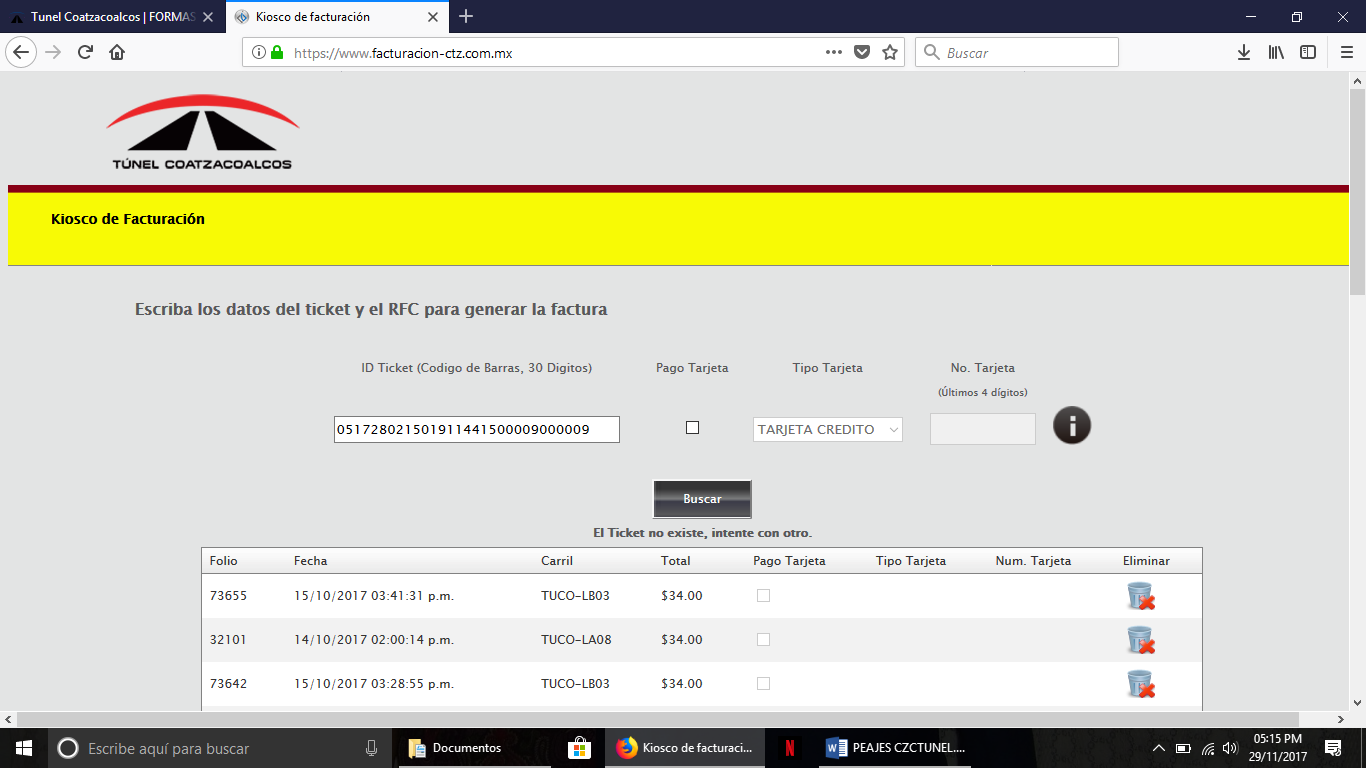 Tunel Coatzacoalcos | FORMAS
Kiosco de facturación
https://www.facturacion-ctz.com.mx
Buscar
TÚNEL COATZACOALCOS
Kiosco de Facturación
Escriba los datos del ticket y el RFC para generar la factura
ID Ticket (Codigo de Barras, 30 Digitos) Pago Tarjeta Tipo Tarjeta No. Tarjeta
(Últimos 4 dígitos)
051728021501911441500009000009 TARJETA CREDITO i
Buscar
El Ticket no existe, intente con otro.
Folio Fecha Carril Total Pago Tarjeta Tipo Tarjeta Num. Tarjeta Eliminar
73655 15/10/2017 03:41:31 p.m. TUCO-LB03 $34.00
32101 14/10/2017 02:00:14 p.m. TUCO-LA08 $34.00
73642 15/10/2017 03:28:55 p.m. TUCO-LB03 $34.00
Escribe aquí para buscar Documentos Kiosco de facturaci... N PEAJES CZCTUNEL.... 05:15 PM
29/11/2017